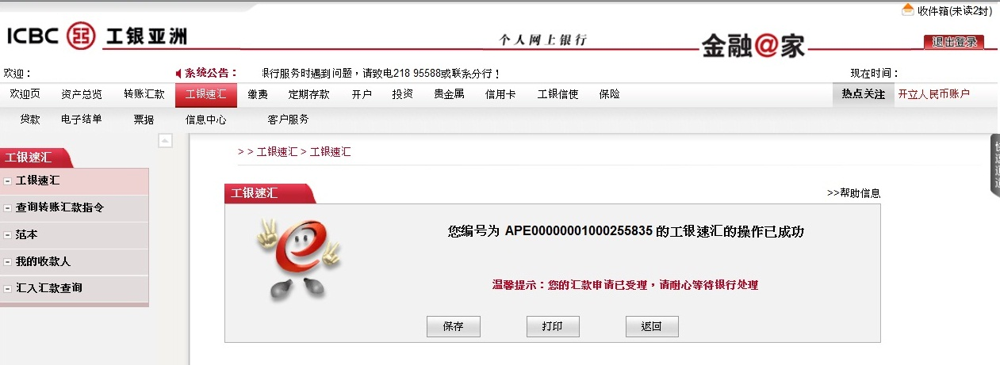 收件箱(未读2封)
ICBC 工银亚洲
个人网上银行
金融@家
退出登录
欢迎：
系统公告：
银行服务时遇到问题，请致电218 95588或联系分行！
现在时间：
欢迎页 资产总览 转账汇款 工银速汇 缴费 定期存款 开户 投资 贵金属 信用卡 工银信使 保险
热点关注 开立人民币账户
贷款 电子结单 票据 信息中心 客户服务
工银速汇
工银速汇
查询转账汇款指令
范本
我的收款人
汇入汇款查询
> > 工银速汇 > 工银速汇
工银速汇
>>帮助信息
您编号为 APE00000001000255835 的工银速汇的操作已成功
温馨提示：您的汇款申请已受理，请耐心等待银行处理
保存 打印 返回